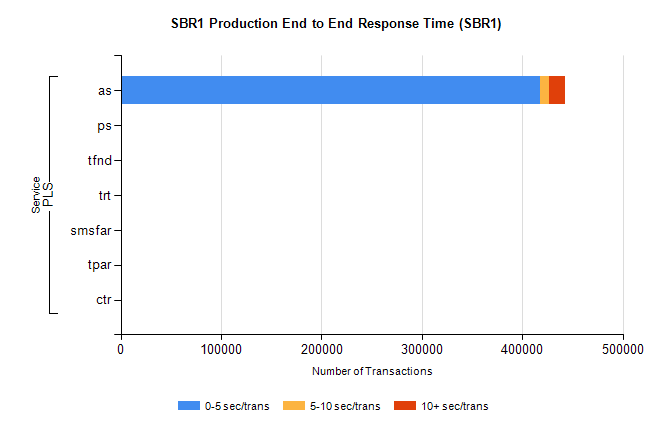 SBR1 Production End to End Response Time (SBR1)
Service
PLS
as
ps
tfnd
trt
smsfar
tpar
ctr
0 100000 200000 300000 400000 500000
Number of Transactions
0-5 sec/trans 5-10 sec/trans 10+ sec/trans